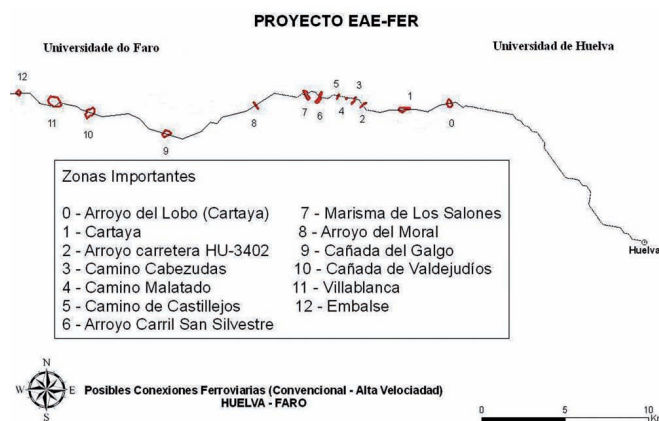 PROYECTO EAE-FER
Universidade do Faro
Universidad de Huelva
12
11
10
9
8
7
6
5
4
3
2
1
0
Huelva
Zonas Importantes
0 - Arroyo del Lobo (Cartaya)
1 - Cartaya
2 - Arroyo carretera HU-3402
3 - Camino Cabezudas
4 - Camino Malatado
5 - Camino de Castillejos
6 - Arroyo Carril San Silvestre
7 - Marisma de Los Salones
8 - Arroyo del Moral
9 - Cañada del Galgo
10 - Cañada de Valdejudíos
11 - Villablanca
12 - Embalse
N
W
E
S
Posibles Conexiones Ferroviarias (Convencional - Alta Velociadad)
HUELVA - FARO
0 5 10